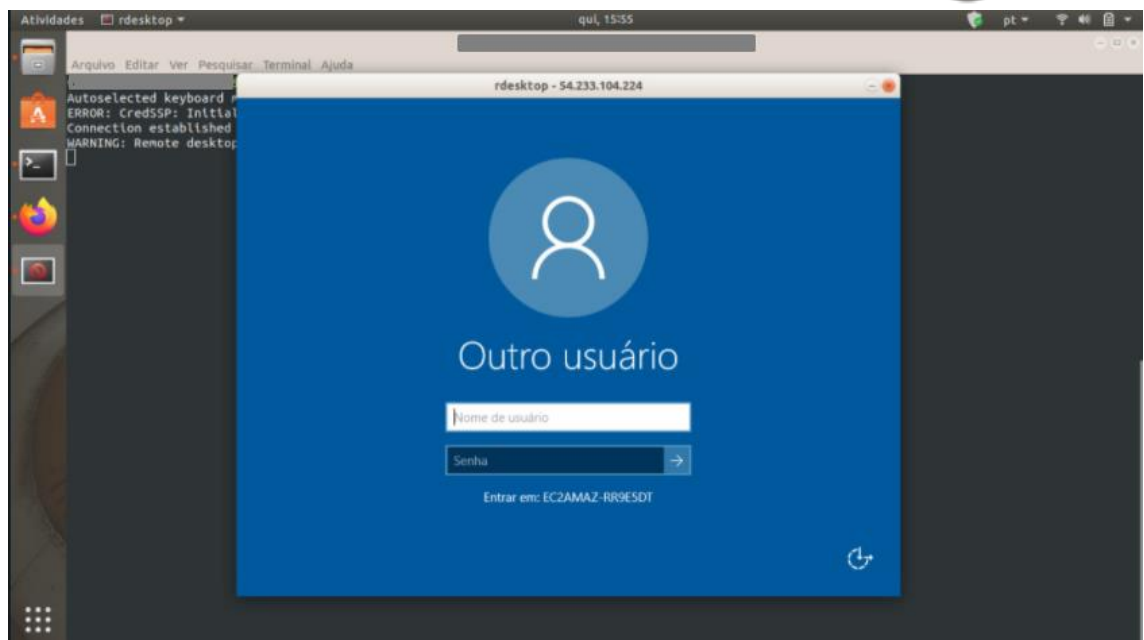 Atividades rdesktop qui, 15:55 pt
Arquivo Editar Ver Pesquisar Terminal Ajuda
rdesktop - 54.233.104.224
Autoselected keyboard
ERROR: CredSSP: Initial
Connection established
WARNING: Remote desktop
Outro usuário
Nome de usuário
Senha
Entrar em: EC2AMAZ-RR9E5DT